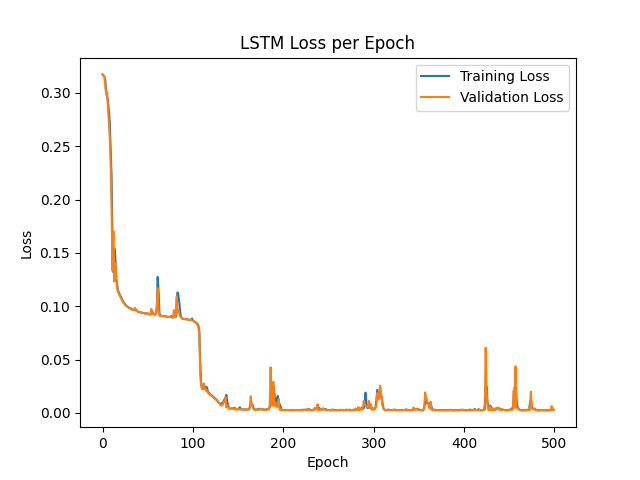 LSTM Loss per Epoch
Training Loss
Validation Loss
Loss
0.30
0.25
0.20
0.15
0.10
0.05
0.00
0 100 200 300 400 500
Epoch